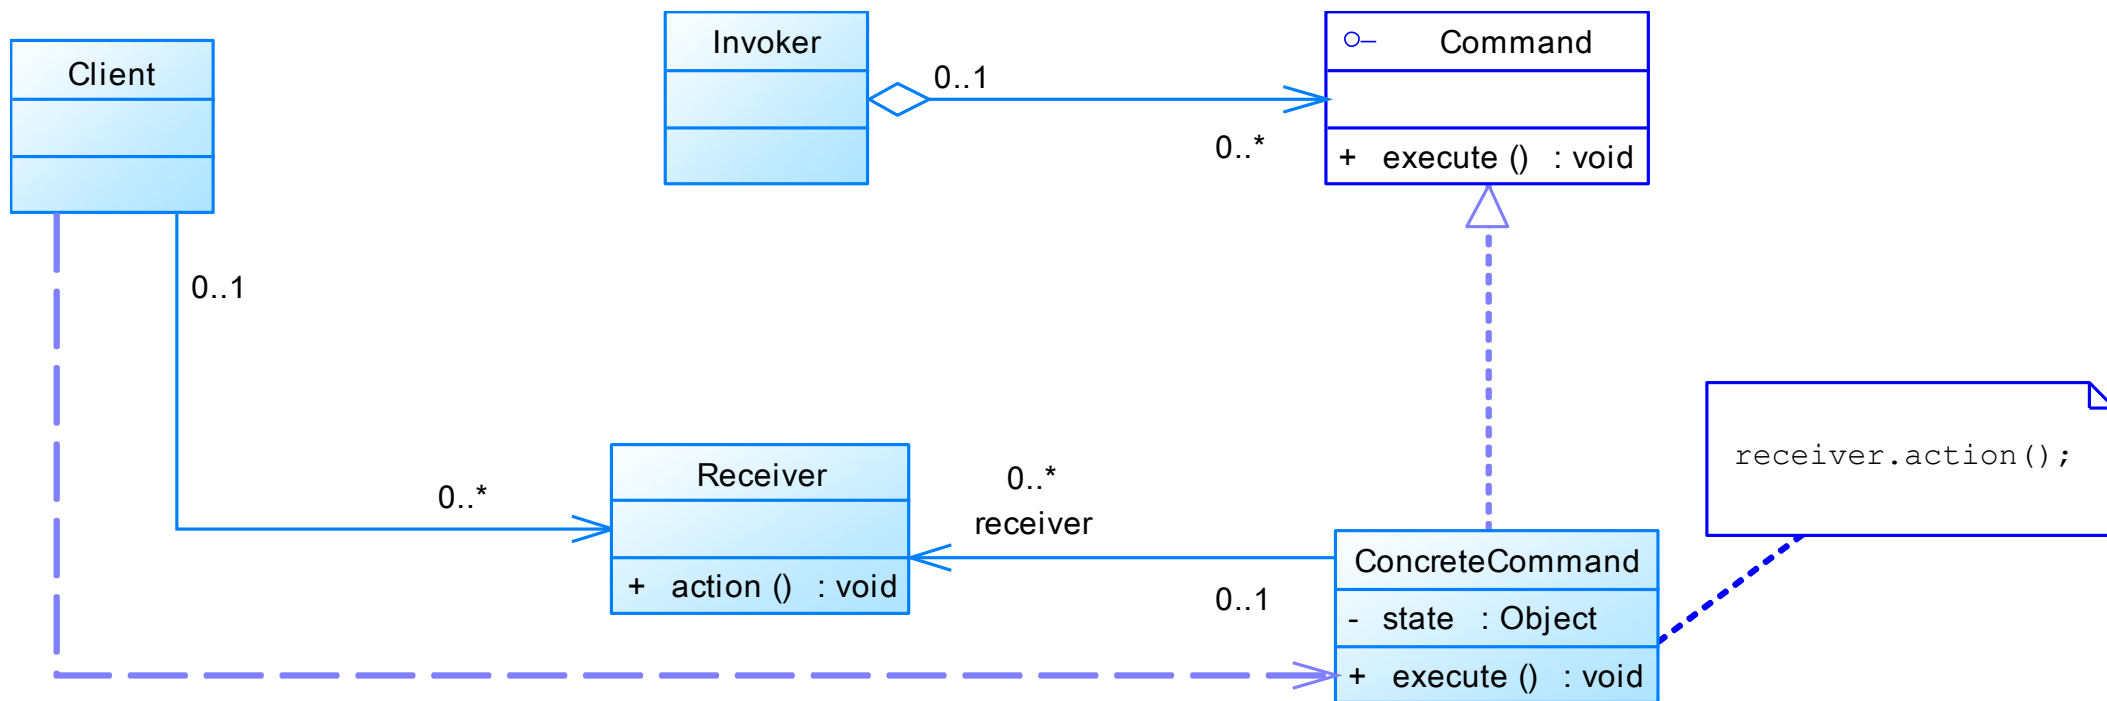 Client
Invoker
Command
0..1
0..*
+ execute () : void
0..1
0..*
Receiver
+ action () : void
0..*
receiver
0..1
ConcreteCommand
- state : Object
+ execute () : void
receiver.action();